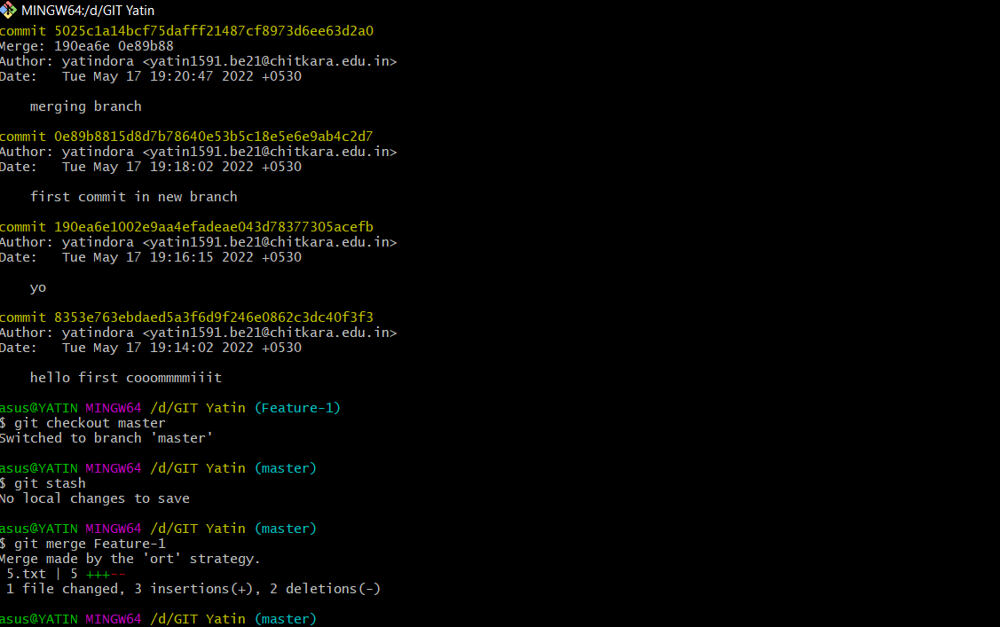 MINGW64:/d/GIT Yatin
commit 5025c1a14bcf75dafff21487cf8973d6ee63d2a0
Merge: 190ea6e 0e89b88
Author: yatindora <yatin1591.be21@chitkara.edu.in>
Date:   Tue May 17 19:20:47 2022 +0530
merging branch
commit 0e89b8815d8d7b78640e53b5c18e5e6e9ab4c2d7
Author: yatindora <yatin1591.be21@chitkara.edu.in>
Date:   Tue May 17 19:18:02 2022 +0530
first commit in new branch
commit 190ea6e1002e9aa4efadeae043d78377305acefb
Author: yatindora <yatin1591.be21@chitkara.edu.in>
Date:   Tue May 17 19:16:15 2022 +0530
yo
commit 8353e763ebdaed5a3f6d9f246e0862c3dc40f3f3
Author: yatindora <yatin1591.be21@chitkara.edu.in>
Date:   Tue May 17 19:14:02 2022 +0530
hello first cooommmmiiit
asus@YATIN MINGW64 /d/GIT Yatin (Feature-1)
$ git checkout master
Switched to branch 'master'
asus@YATIN MINGW64 /d/GIT Yatin (master)
$ git stash
No local changes to save
asus@YATIN MINGW64 /d/GIT Yatin (master)
$ git merge Feature-1
Merge made by the 'ort' strategy.
5.txt | 5 +++--
1 file changed, 3 insertions(+), 2 deletions(-)
asus@YATIN MINGW64 /d/GIT Yatin (master)